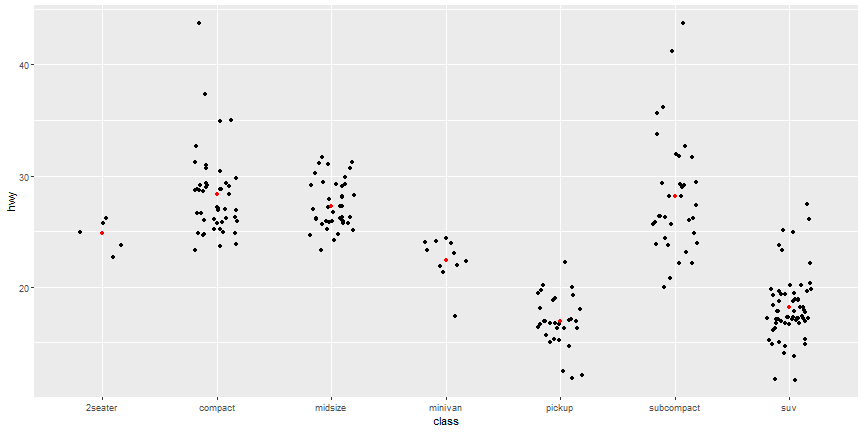 hwy
40
30
20
2seater compact midsize minivan pickup subcompact suv
class